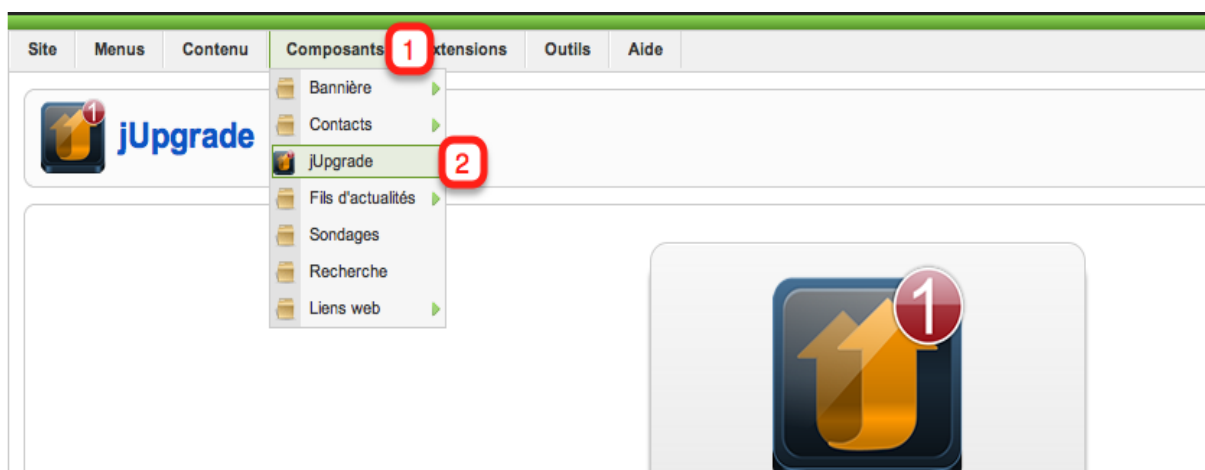 Site Menus Contenu Composants 1 xtensions Outils Aide
1
jUpgrade
Bannière
Contacts
jUpgrade 2
Fils d'actualités
Sondages
Recherche
Liens web
1